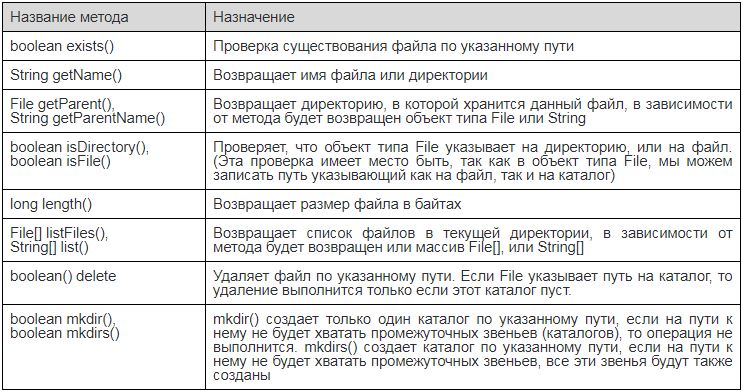 Название метода
Назначение
boolean exists()
Проверка существования файла по указанному пути
String getName()
Возвращает имя файла или директории
File getParent(),
String getParentName()
Возвращает директорию, в которой хранится данный файл, в зависимости
от метода будет возвращен объект типа File или String
boolean isDirectory(),
boolean isFile()
Проверяет, что объект типа File указывает на директорию, или на файл.
(Эта проверка имеет место быть, так как в объект типа File, мы можем
записать путь указывающий как на файл, так и на каталог)
long length()
Возвращает размер файла в байтах
File[] listFiles(),
String[] list()
Возвращает список файлов в текущей директории, в зависимости от
метода будет возвращен или массив File[], или String[]
boolean() delete
Удаляет файл по указанному пути. Если File указывает путь на каталог, то
удаление выполнится только если этот каталог пуст.
boolean mkdir(),
boolean mkdirs()
mkdir() создает только один каталог по указанному пути, если на пути к
нему не будет хватать промежуточных звеньев (каталогов), то операция не
выполнится. mkdirs() создает каталог по указанному пути, если на пути к
нему не будет хватать промежуточных звеньев, все эти звенья будут также
созданы